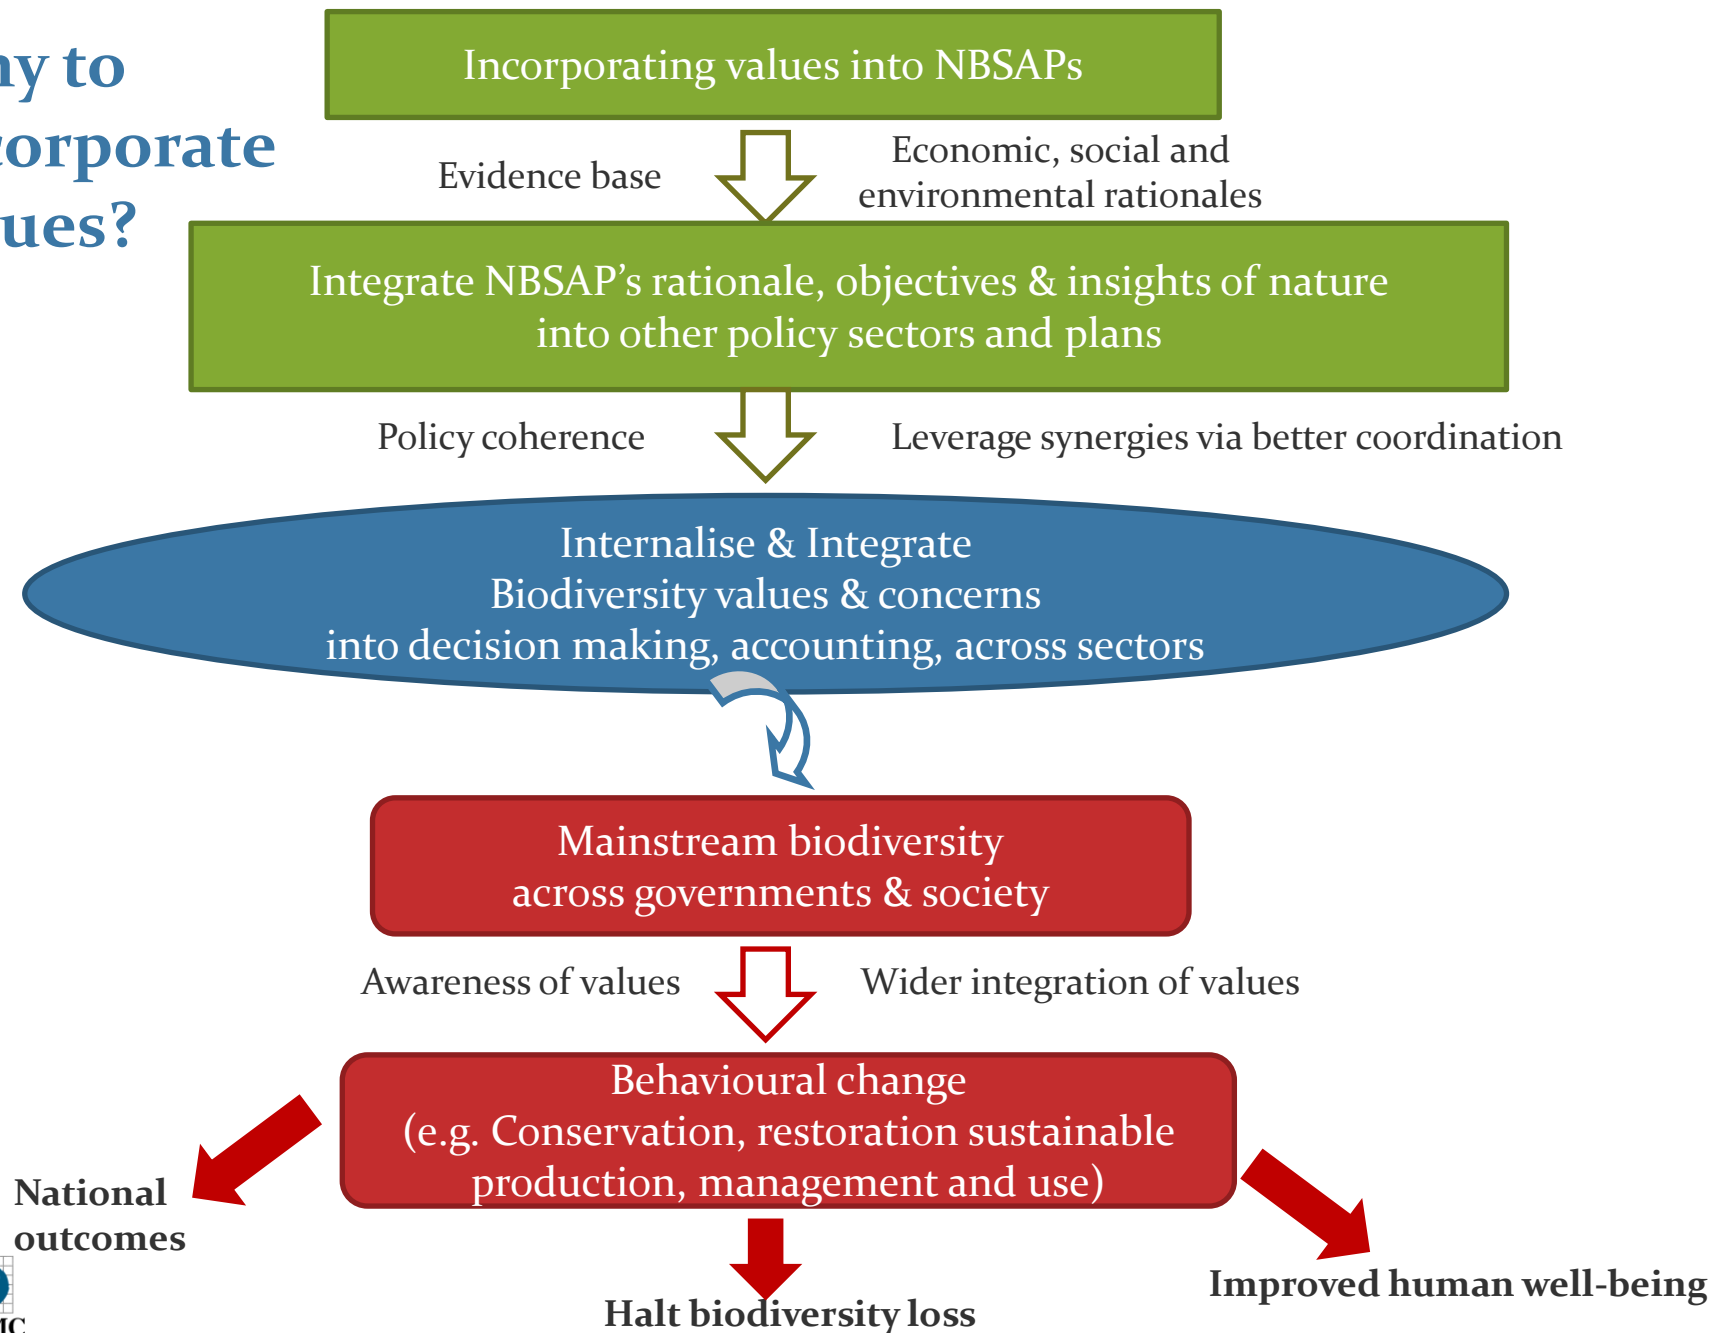 to
corporate
?
Incorporating values into NBSAPs
Evidence base
Economic, social and
environmental rationales
Integrate NBSAP's rationale, objectives & insights of nature
into other policy sectors and plans
Policy coherence
Leverage synergies via better coordination
Internalise & Integrate
Biodiversity values & concerns
into decision making, accounting, across sectors
Mainstream biodiversity
across governments & society
Awareness of values
Wider integration of values
Behavioural change
(e.g. Conservation, restoration sustainable
production, management and use)
National
outcomes
Halt biodiversity loss
Improved human well-being